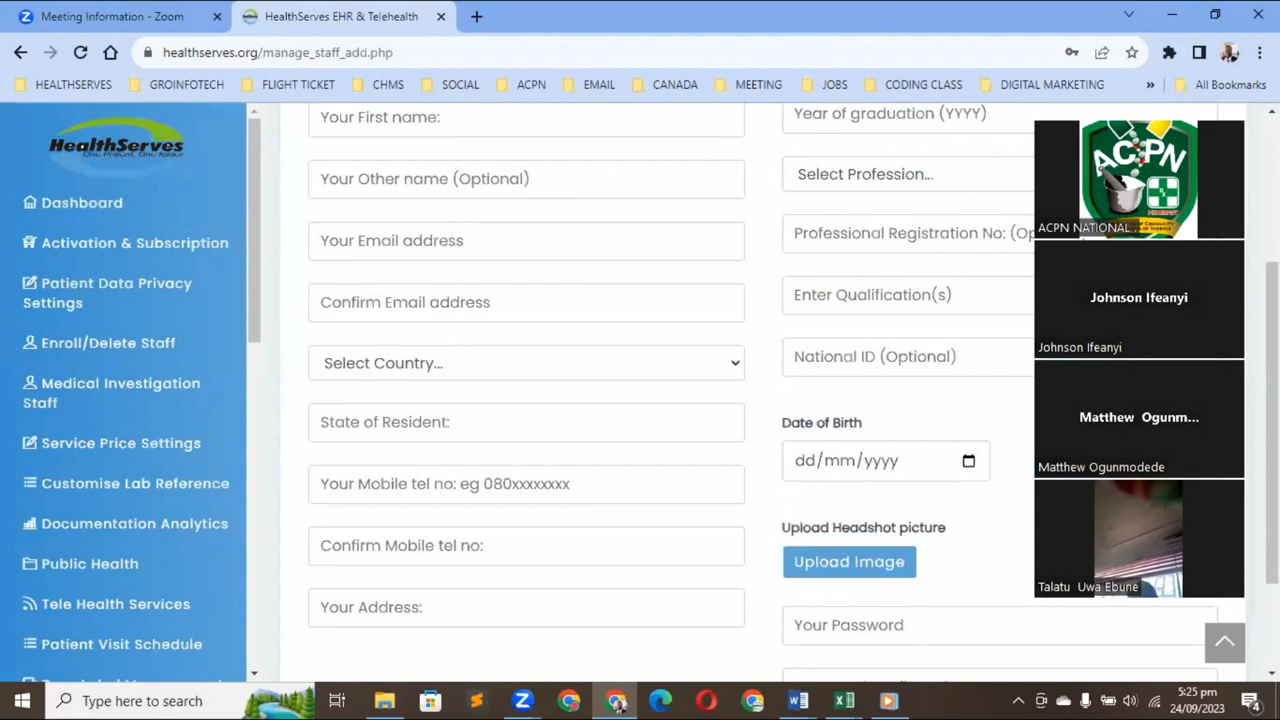 Meeting Information - Zoom
HealthServes EHR & Telehealth
healthserves.org/manage_staff_add.php
HEALTHSERVES
GROINFOTECH
FLIGHT TICKET
CHMS
SOCIAL
ACPN
EMAIL
CANADA
MEETING
JOBS
CODING CLASS
DIGITAL MARKETING
»
All Bookmarks
HealthServes
Dashboard
Activation & Subscription
Patient Data Privacy
Settings
Enroll/Delete Staff
Medical Investigation
Staff
Service Price Settings
Customise Lab Reference
Documentation Analytics
Public Health
Tele Health Services
Patient Visit Schedule
Your First name:
Your Other name (Optional)
Your Email address
Confirm Email address
Select Country...
State of Resident:
Your Mobile tel no: eg 080xxxxxxxx
Confirm Mobile tel no:
Your Address:
Year of graduation (YYYY)
Select Profession...
Professional Registration No: (Op
Enter Qualification(s)
National ID (Optional)
Date of Birth
dd/mm/yyyy
Upload Headshot picture
Upload Image
Your Password
ACPN
ACPN NATIONAL
Johnson Ifeanyi
Johnson Ifeanyi
Matthew Ogunm...
Matthew Ogunmodede
Talatu Uwa Ebune
Type here to search
5:25 pm
24/09/2023
4